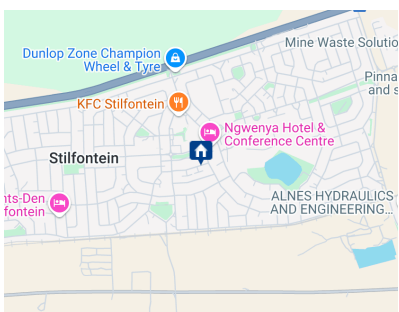 Dunlop Zone Champion
Wheel & Tyre
Mine Waste Solutio
KFC Stilfontein
Pinna
and s
Ngwenya Hotel &
Conference Centre
Stilfontein
nts-Den
fontein
ALNES HYDRAULICS
AND ENGINEERING...